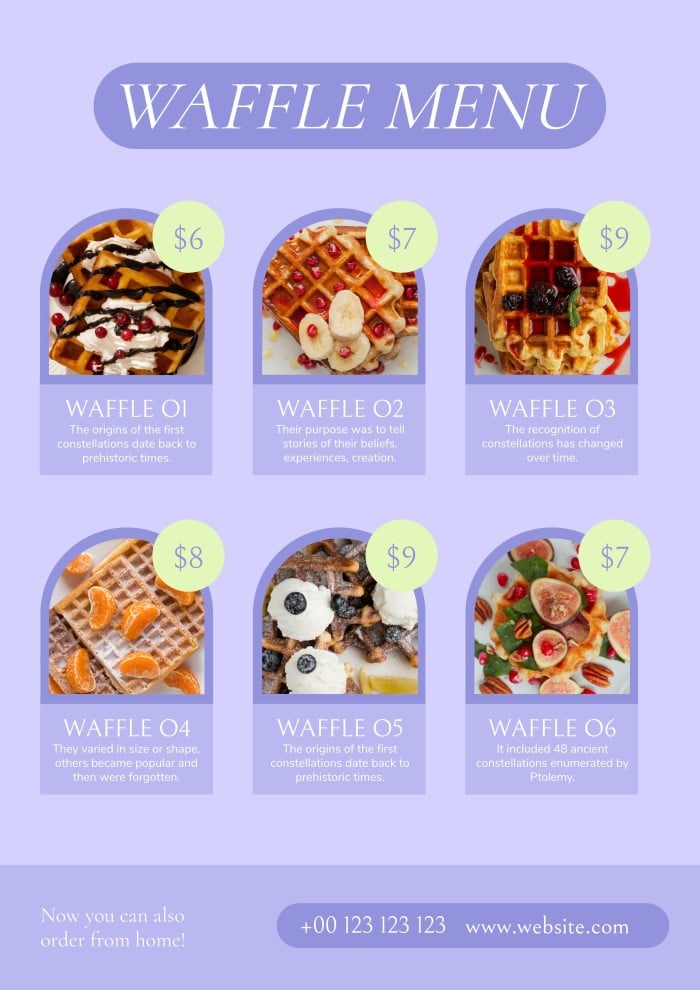 WAFFLE MENU
$6
$7
$9
WAFFLE 01
The origins of the first
constellations date back to
prehistoric times.
WAFFLE 02
Their purpose was to tell
stories of their beliefs,
experiences, creation.
WAFFLE 03
The recognition of
constellations has changed
over time.
$8
$9
$7
WAFFLE 04
They varied in size or shape,
others became popular and
then were forgotten.
WAFFLE 05
The origins of the first
constellations date back to
prehistoric times.
WAFFLE 06
It included 48 ancient
constellations enumerated by
Ptolemy.
Now you can also
order from home!
+00 123 123 123 www.website.com